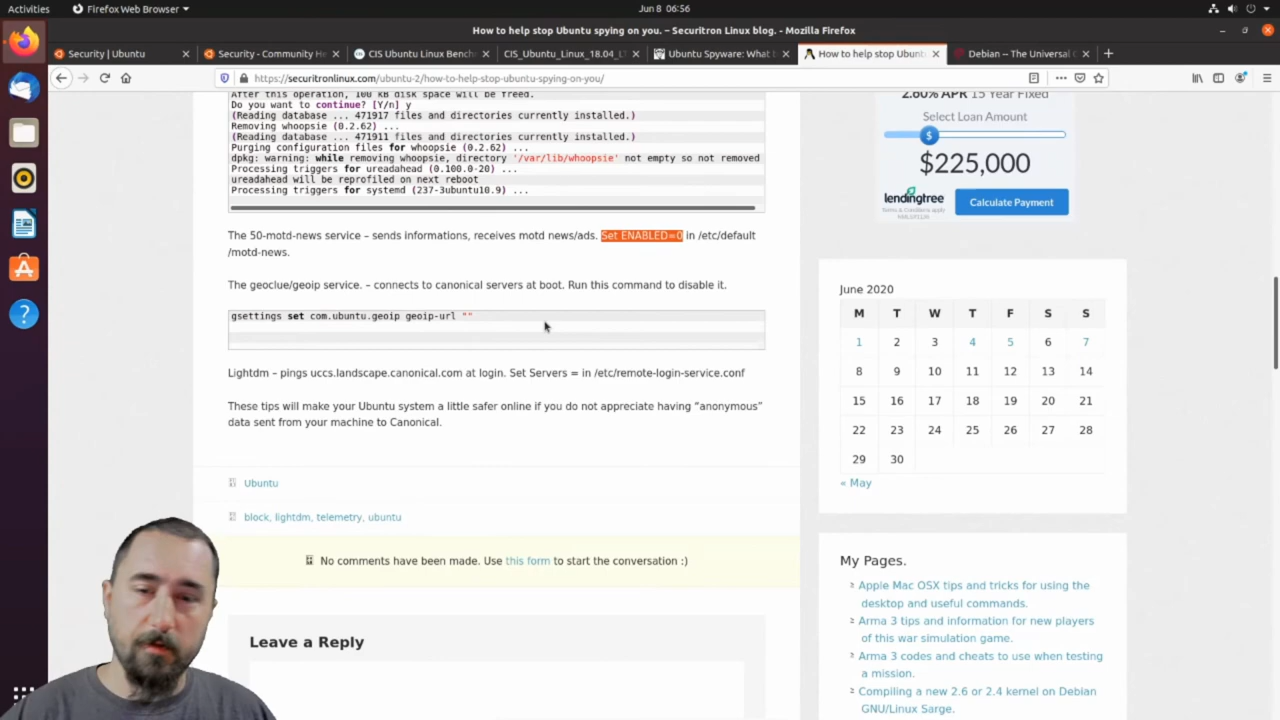 Activities
Firefox Web Browser
Jun 8 06:56
How to help stop Ubuntu spying on you. – Securitron Linux blog. - Mozilla Firefox
Security | Ubuntu
Security - Community He
CIS Ubuntu Linux Bench
CIS_Ubuntu_Linux_18.04_LT
Ubuntu Spyware: What t
How to help stop Ubunt
Debian -- The Universal O
https://securitronlinux.com/ubuntu-2/how-to-help-stop-ubuntu-spying-on-you/
After this operation, 100 kB disk space will be freed.
Do you want to continue? [Y/n] y
(Reading database ... 471917 files and directories currently installed.)
Removing whoopsie (0.2.62) ...
(Reading database ... 471911 files and directories currently installed.)
Purging configuration files for whoopsie (0.2.62) ...
dpkg: warning: while removing whoopsie, directory '/var/lib/whoopsie' not empty so not removed
Processing triggers for ureadahead (0.100.0-20) ...
ureadahead will be reprofiled on next reboot
Processing triggers for systemd (237-3ubuntu10.9) ...
The 50-motd-news service – sends informations, receives motd news/ads. Set ENABLED=0 in /etc/default
/motd-news.
The geoclue/geoip service. – connects to canonical servers at boot. Run this command to disable it.
gsettings set com.ubuntu.geoip geoip-url ""
Lightdm – pings uccs.landscape.canonical.com at login. Set Servers = in /etc/remote-login-service.conf
These tips will make your Ubuntu system a little safer online if you do not appreciate having “anonymous”
data sent from your machine to Canonical.
Ubuntu
block, lightdm, telemetry, ubuntu
No comments have been made. Use this form to start the conversation :)
Leave a Reply
2.60% APR 15 Year Fixed
Select Loan Amount
$
$225,000
lendingtree
Calculate Payment
June 2020
M T W T F S S
1 2 3 4 5 6 7
8 9 10 11 12 13 14
15 16 17 18 19 20 21
22 23 24 25 26 27 28
29 30
« May
My Pages.
Apple Mac OSX tips and tricks for using the
desktop and useful commands.
Arma 3 tips and information for new players
of this war simulation game.
Arma 3 codes and cheats to use when testing
a mission.
Compiling a new 2.6 or 2.4 kernel on Debian
GNU/Linux Sarge.